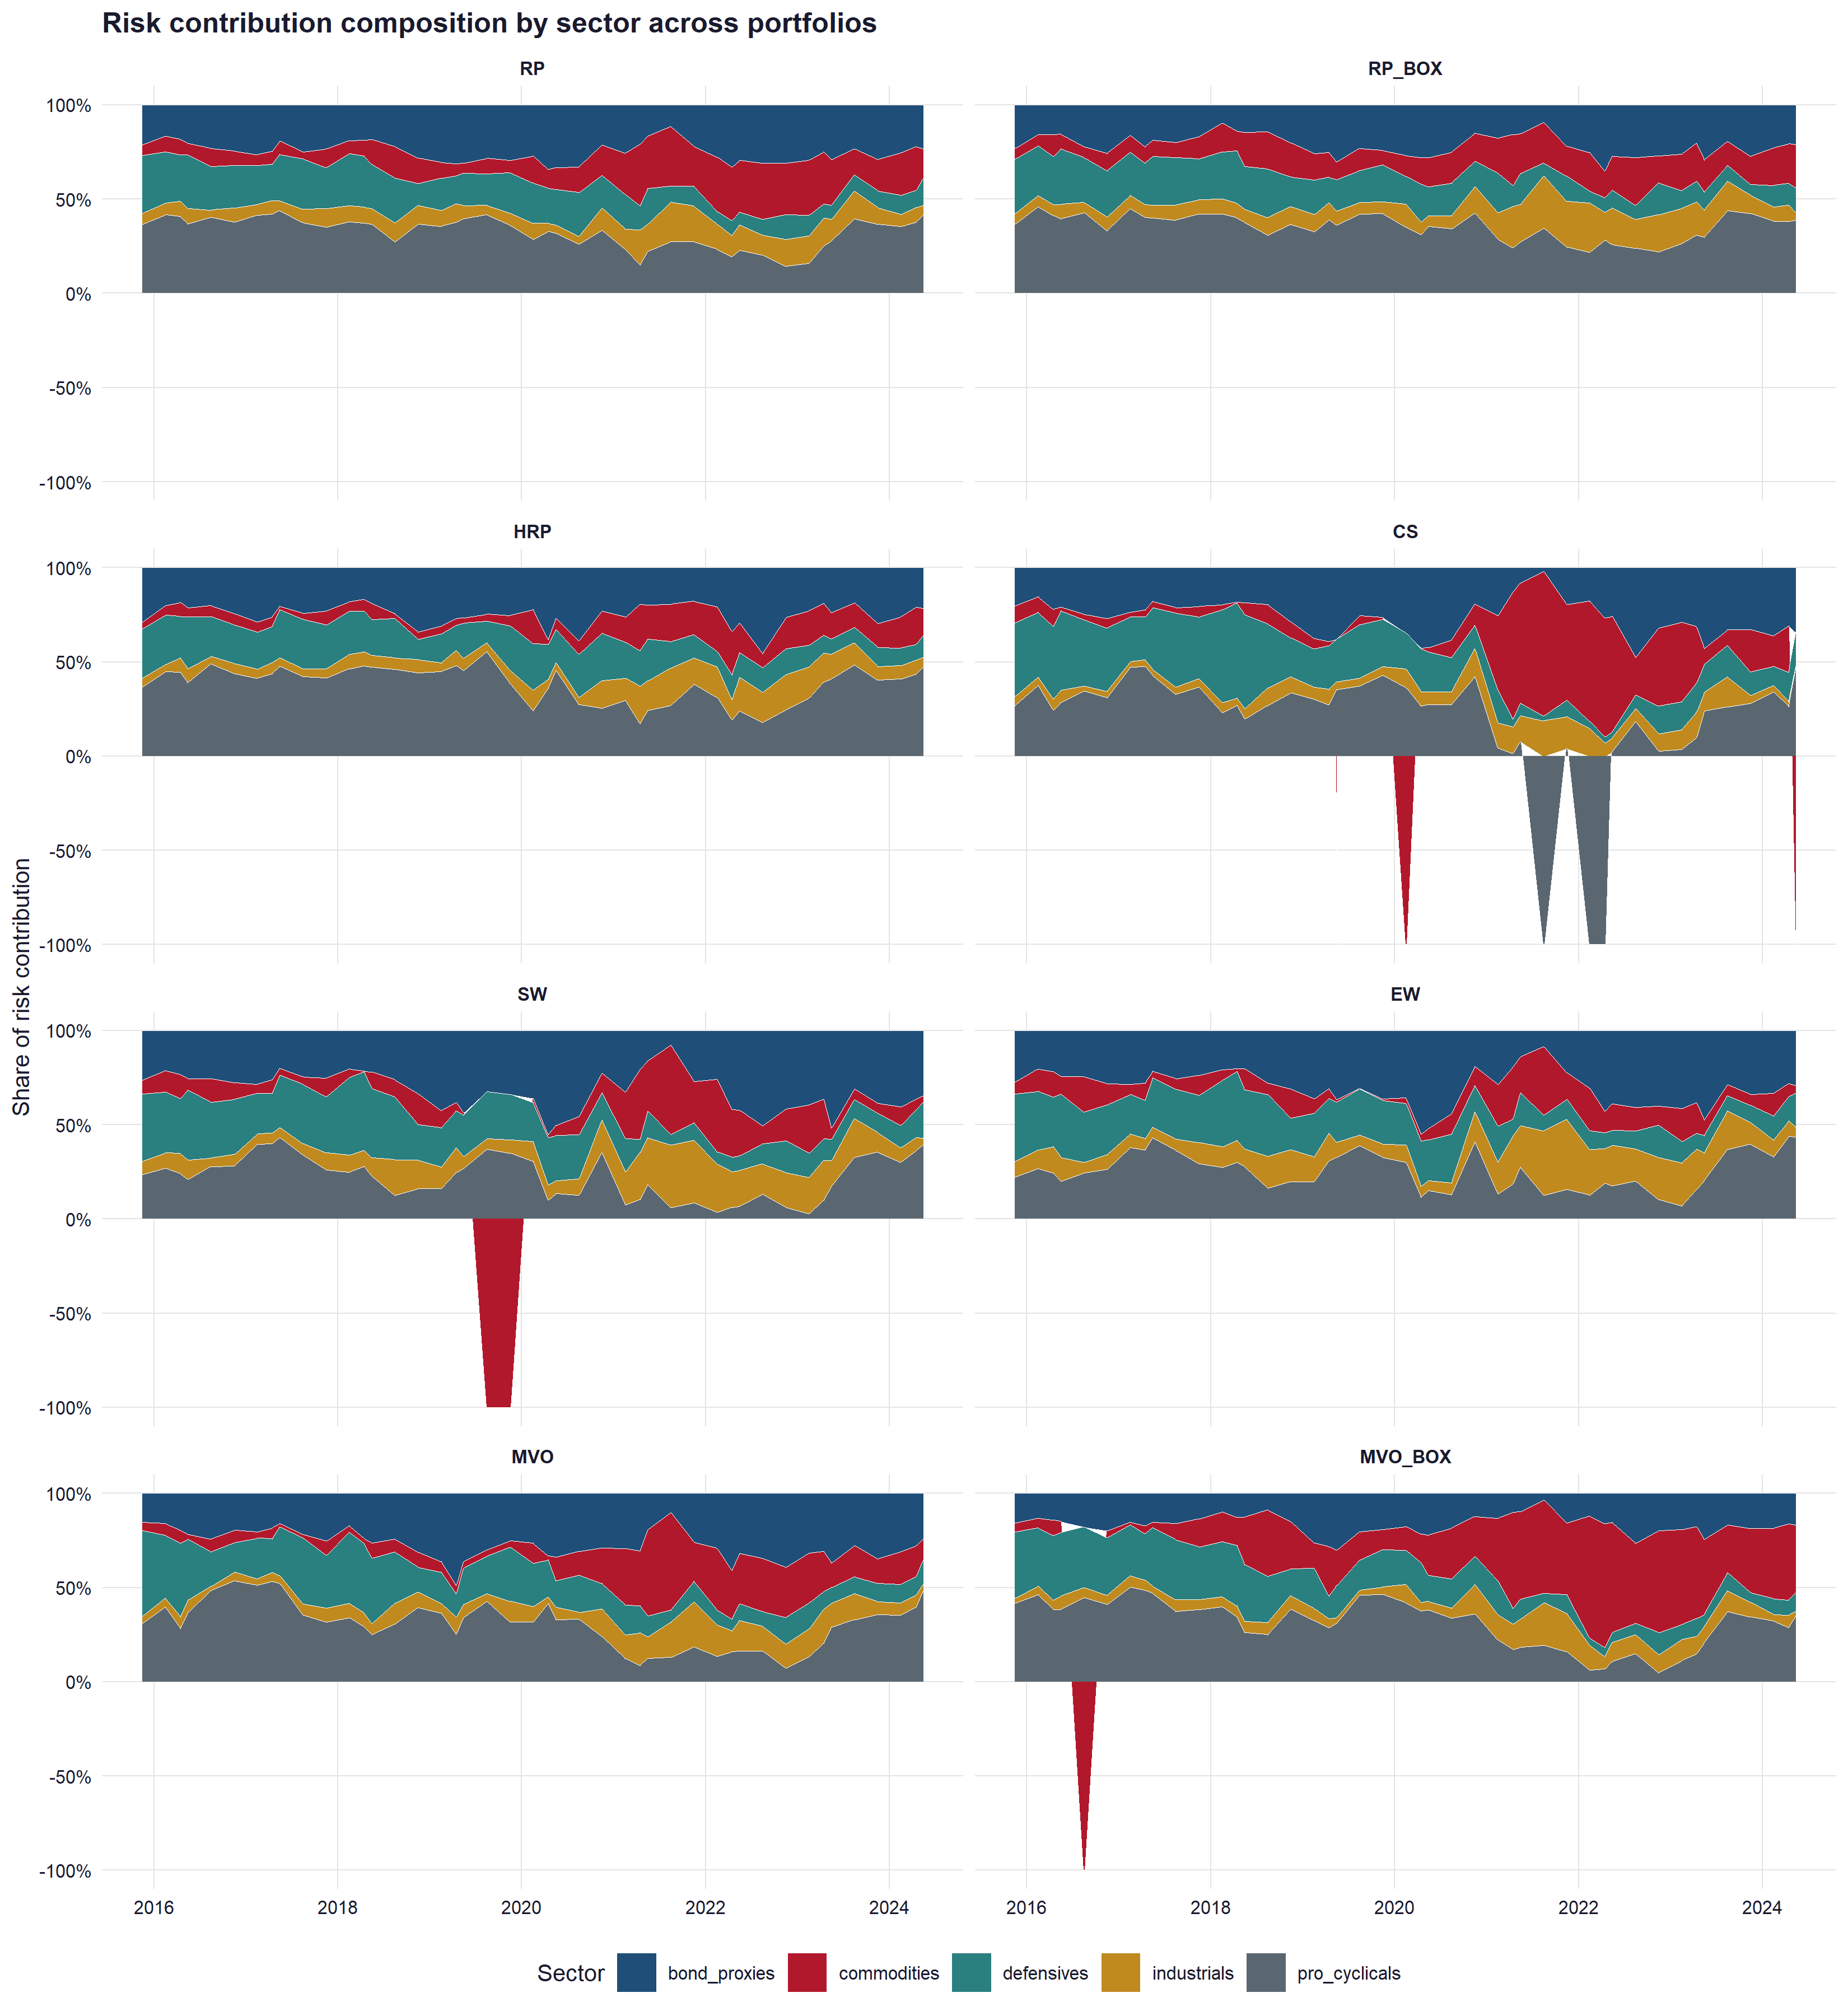 Risk contribution composition by sector across portfolios
RP
RP_BOX
100%
50%
0%
-50%
-100%
HRP
CS
100%
50%
0%
-50%
-100%
SW
EW
100%
50%
0%
-50%
-100%
MVO
MVO_BOX
100%
50%
0%
-50%
-100%
Share of risk contribution
2016 2018 2020 2022 2024
2016 2018 2020 2022 2024
Sector bond_proxies commodities defensives industrials pro_cyclicals